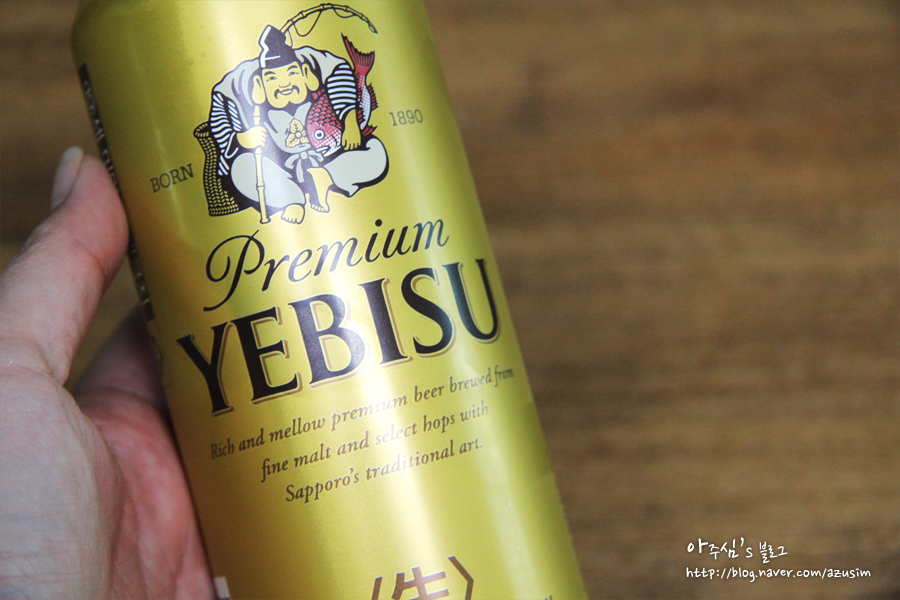 BORN 1890
Premium
YEBISU
Rich and mellow premium beer brewed from
fine malt and select hops with
Sapporo's traditional art.
〈生〉
아주심's 블로그
http://blog.naver.com/azusim